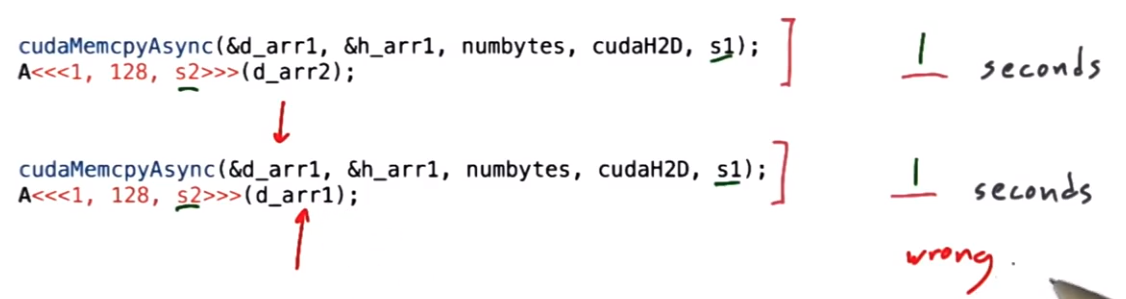 cudaMemcpyAsync(&d_arr1, &h_arr1, numbytes, cudaH2D, s1);
A<<<1, 128, s2>>>(d_arr2);
1 seconds
cudaMemcpyAsync(&d_arr1, &h_arr1, numbytes, cudaH2D, s1);
A<<<1, 128, s2>>>(d_arr1);
1 seconds
wrong.